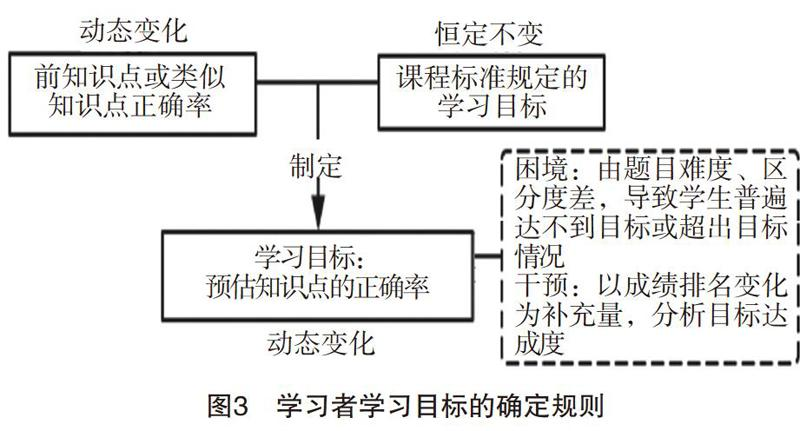 动态变化
恒定不变
前知识点或类似
知识点正确率
课程标准规定的
学习目标
制定
学习目标：
预估知识点的正确率
动态变化
困境：由题目难度、区
分度差，导致学生普遍
达不到目标或超出目标
情况
干预：以成绩排名变化
为补充量，分析目标达
成度
图3 学习者学习目标的确定规则